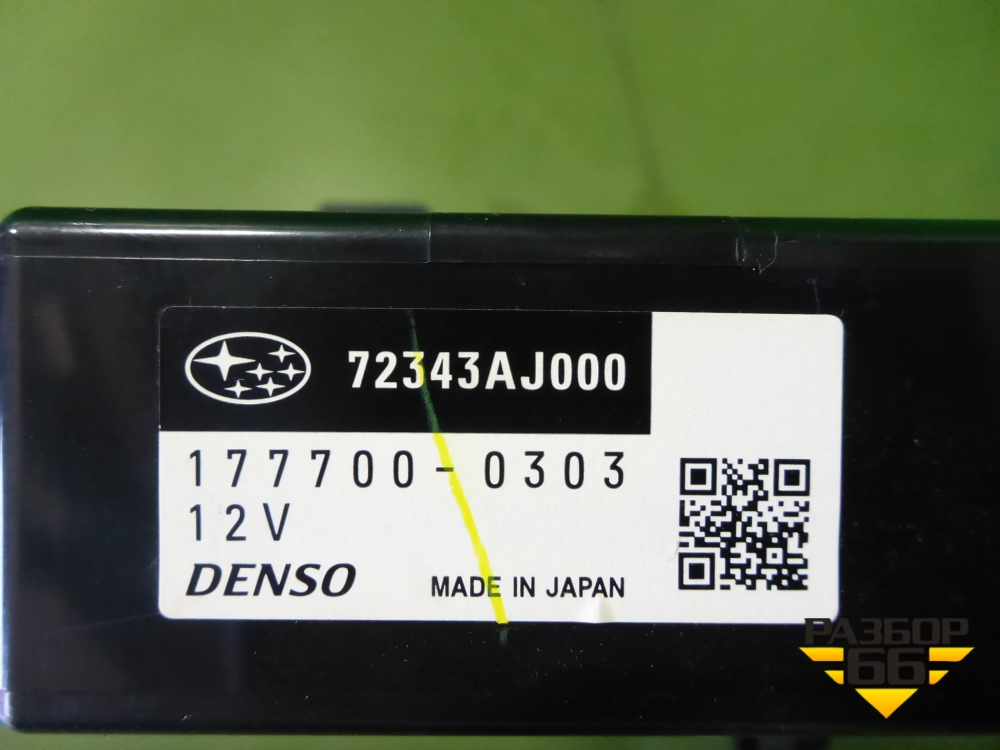 72343AJ000
177700-0303
12V
DENSO
MADE IN JAPAN
РАЗБОР
66